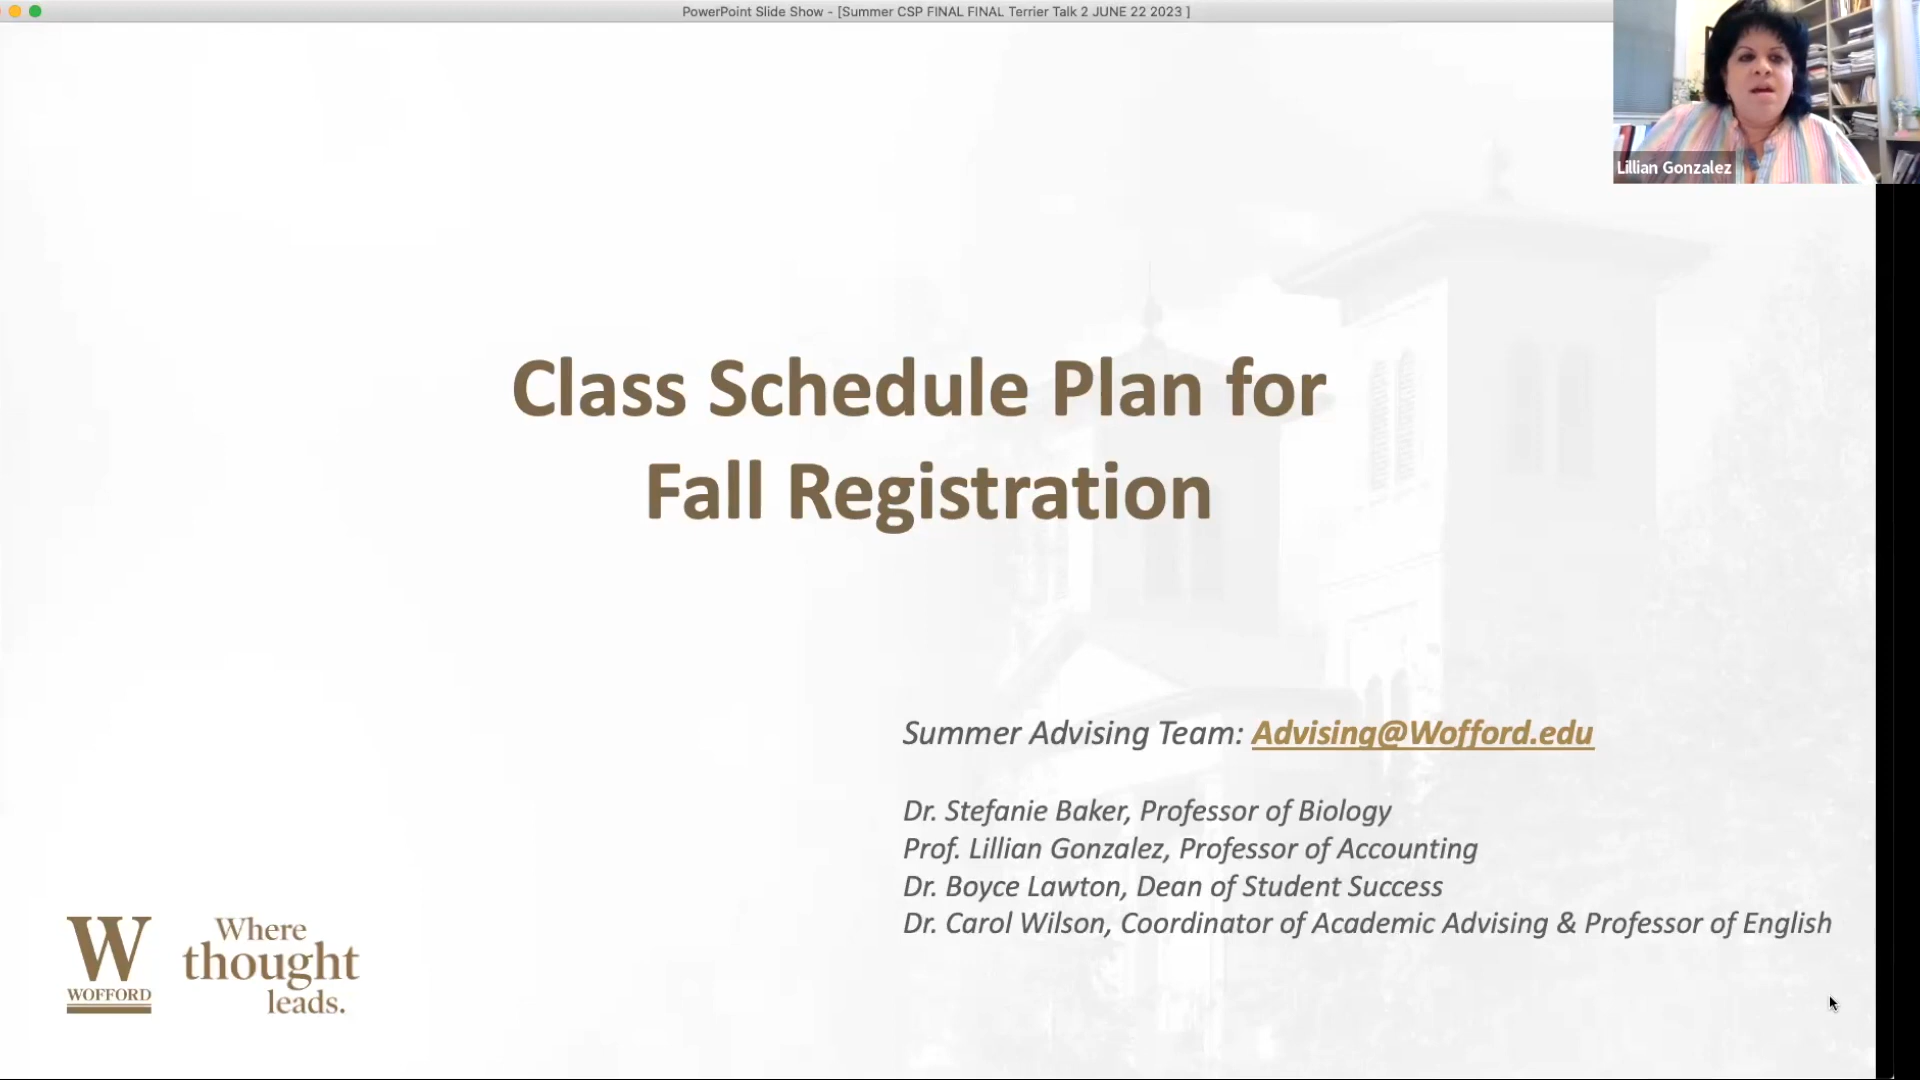 PowerPoint Slide Show - [Summer CSP FINAL FINAL Terrier Talk 2 JUNE 22 2023 ]
Lillian Gonzalez
Class Schedule Plan for
Fall Registration
Summer Advising Team: Advising@Wofford.edu
Dr. Stefanie Baker, Professor of Biology
Prof. Lillian Gonzalez, Professor of Accounting
Dr. Boyce Lawton, Dean of Student Success
Dr. Carol Wilson, Coordinator of Academic Advising & Professor of English
W
WOFFORD
Where
thought
leads.